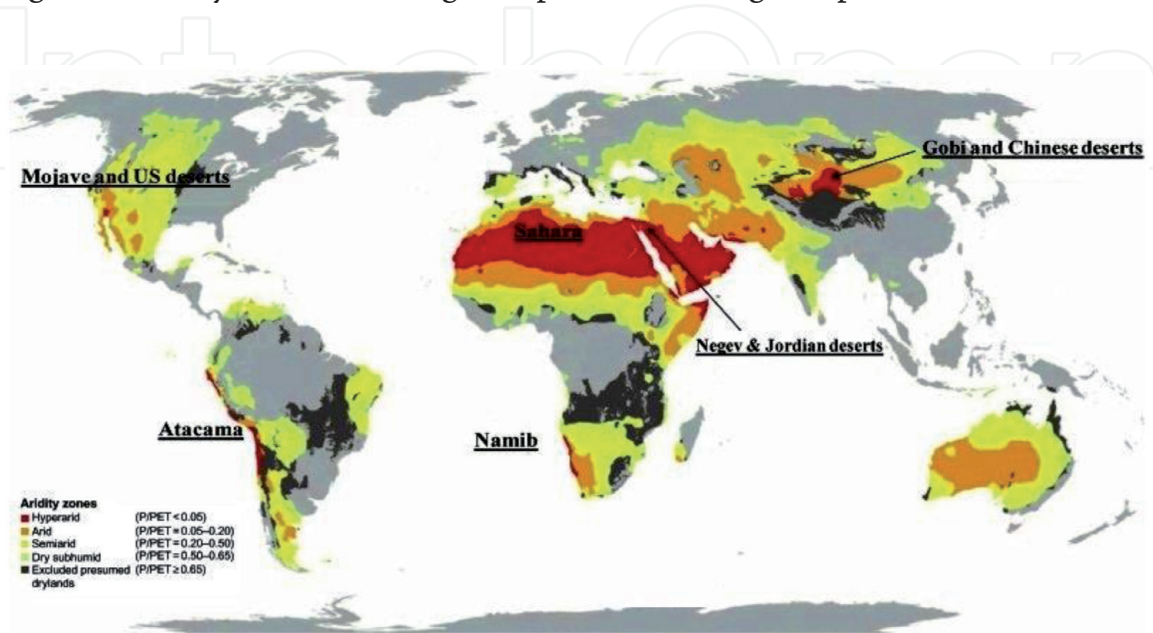 Mojave and US deserts
Gobi and Chinese deserts
Sahara
Negev & Jordian deserts
Atacama
Namib
Aridity zones
Hyperarid (P/PET<0.05)
Arid (P/PET=0.05–0.20)
Semiarid (P/PET=0.20–0.50)
Dry subhumid (P/PET=0.50–0.65)
Excluded presumed (P/PET≥0.65)
drylands